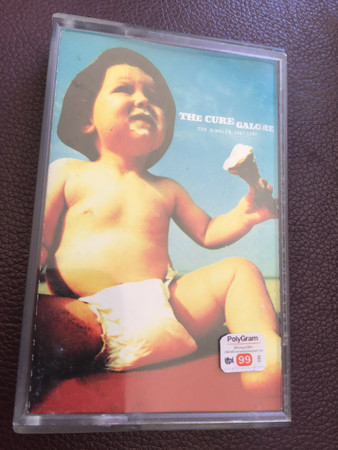 THE CURE GALORE
THE SINGLES 1987-1997
PolyGram
99